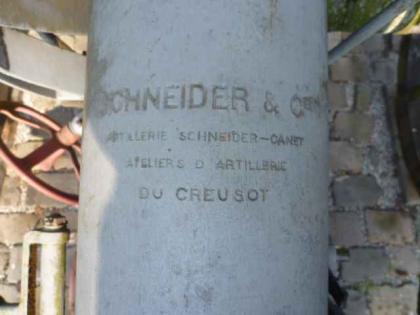 SCHNEIDER & CIE
ARTILLERIE SCHNEIDER-CANET
ATELIERS D'ARTILLERIE
DU CREUSOT